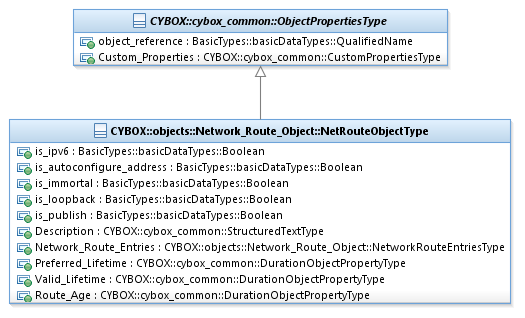 CYBOX::cybox_common::ObjectPropertiesType
object_reference : BasicTypes::basicDataTypes::QualifiedName
Custom_Properties : CYBOX::cybox_common::CustomPropertiesType
CYBOX::objects::Network_Route_Object::NetRouteObjectType
is_ipv6 : BasicTypes::basicDataTypes::Boolean
is_autoconfigure_address : BasicTypes::basicDataTypes::Boolean
is_immortal : BasicTypes::basicDataTypes::Boolean
is_loopback : BasicTypes::basicDataTypes::Boolean
is_publish : BasicTypes::basicDataTypes::Boolean
Description : CYBOX::cybox_common::StructuredTextType
Network_Route_Entries : CYBOX::objects::Network_Route_Object::NetworkRouteEntriesType
Preferred_Lifetime : CYBOX::cybox_common::DurationObjectPropertyType
Valid_Lifetime : CYBOX::cybox_common::DurationObjectPropertyType
Route_Age : CYBOX::cybox_common::DurationObjectPropertyType